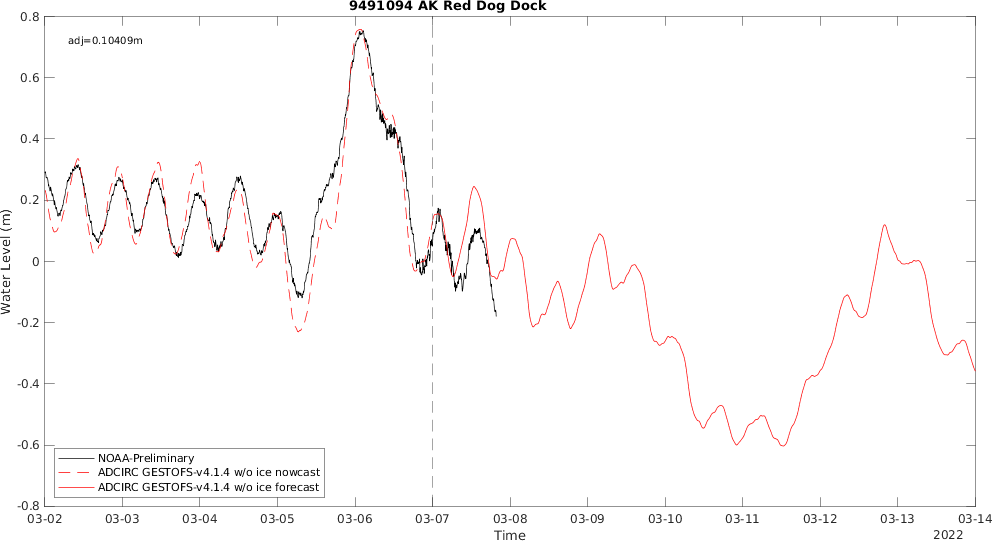 9491094 AK Red Dog Dock
adj=0.10409m
0.8
0.6
0.4
0.2
0
-0.2
-0.4
-0.6
-0.8
Water Level (m)
NOAA-Preliminary
ADCIRC GESTOFS-v4.1.4 w/o ice nowcast
ADCIRC GESTOFS-v4.1.4 w/o ice forecast
03-02 03-03 03-04 03-05 03-06 03-07 03-08 03-09 03-10 03-11 03-12 03-13 03-14
Time
2022